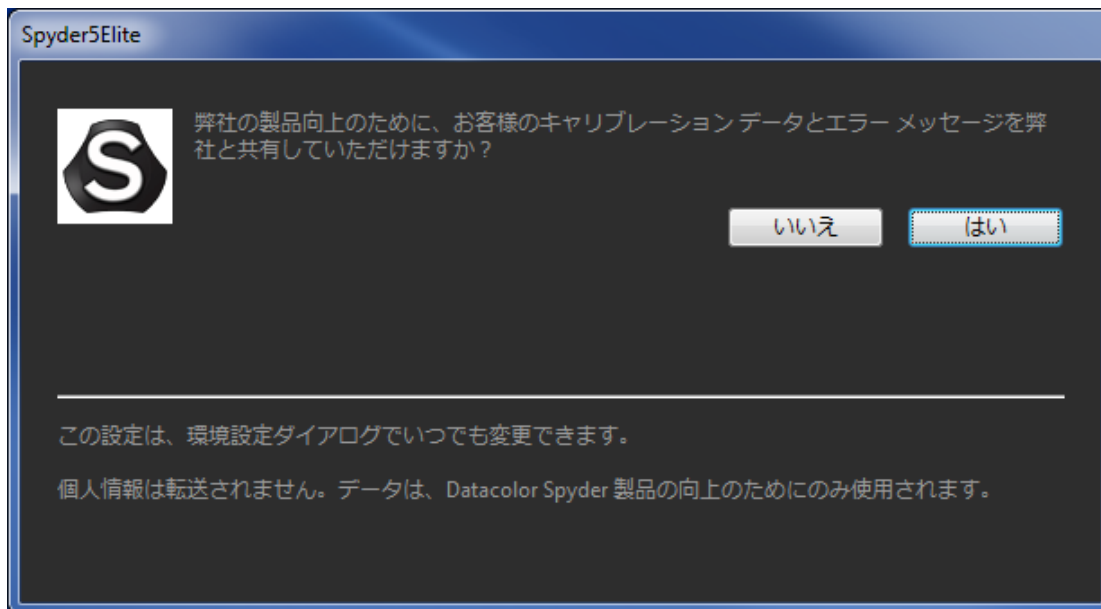 Spyder5Elite
S
弊社の製品向上のために、お客様のキャリブレーション データとエラー メッセージを弊
社と共有していただけますか？
いいえ
はい
この設定は、環境設定ダイアログでいつでも変更できます。
個人情報は転送されません。データは、Datacolor Spyder 製品の向上のためにのみ使用されます。